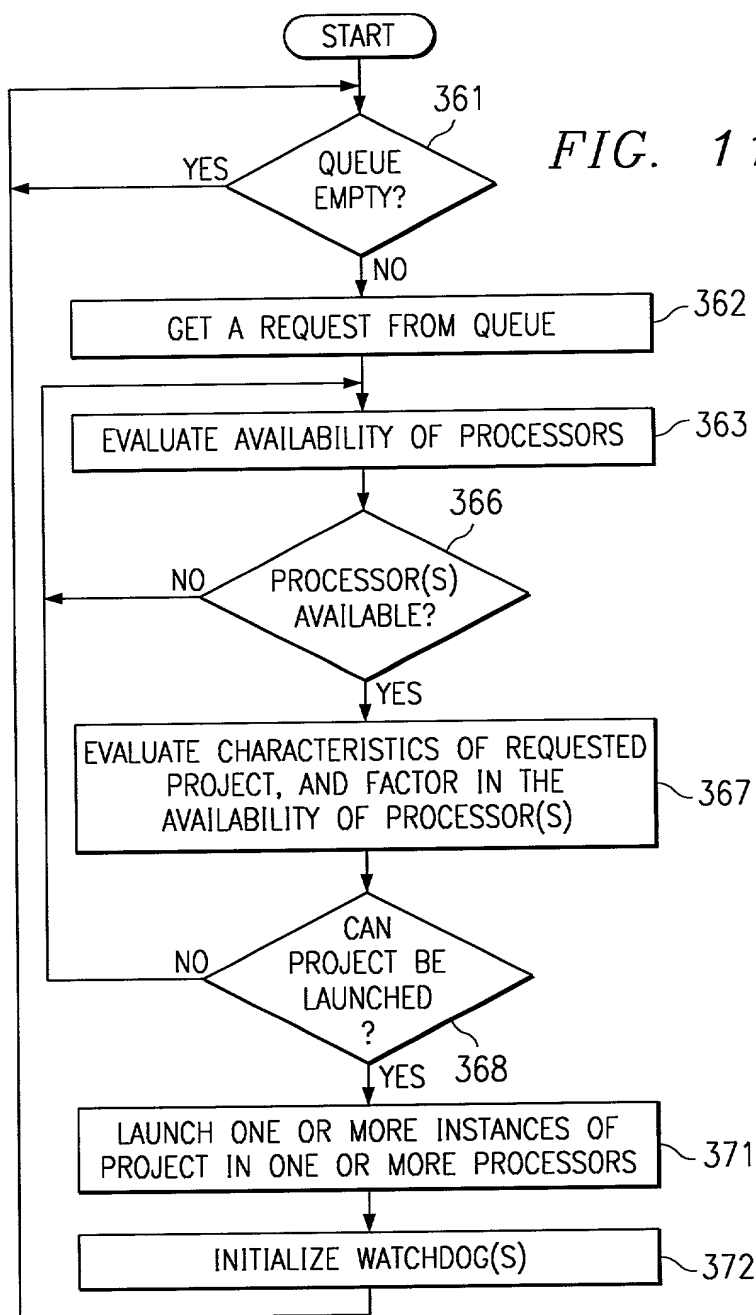 START
361
FIG. 11
QUEUE
EMPTY?
YES
NO
GET A REQUEST FROM QUEUE
362
EVALUATE AVAILABILITY OF PROCESSORS
363
366
PROCESSOR(S)
AVAILABLE?
NO
YES
EVALUATE CHARACTERISTICS OF REQUESTED
PROJECT, AND FACTOR IN THE
AVAILABILITY OF PROCESSOR(S)
367
CAN
PROJECT BE
LAUNCHED
?
NO
368
YES
LAUNCH ONE OR MORE INSTANCES OF
PROJECT IN ONE OR MORE PROCESSORS
371
INITIALIZE WATCHDOG(S)
372